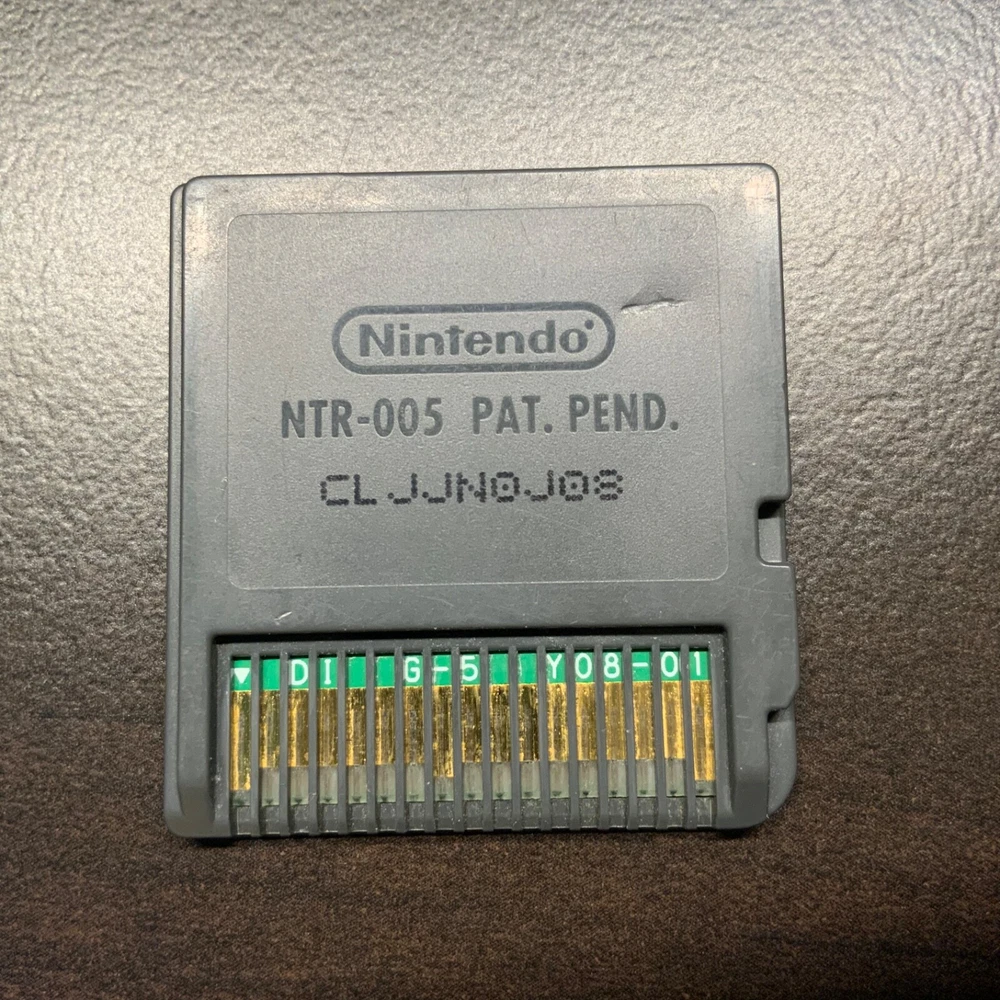 Nintendo
NTR-005 PAT. PEND.
CLJJN0J08
DI G-5 Y08-01